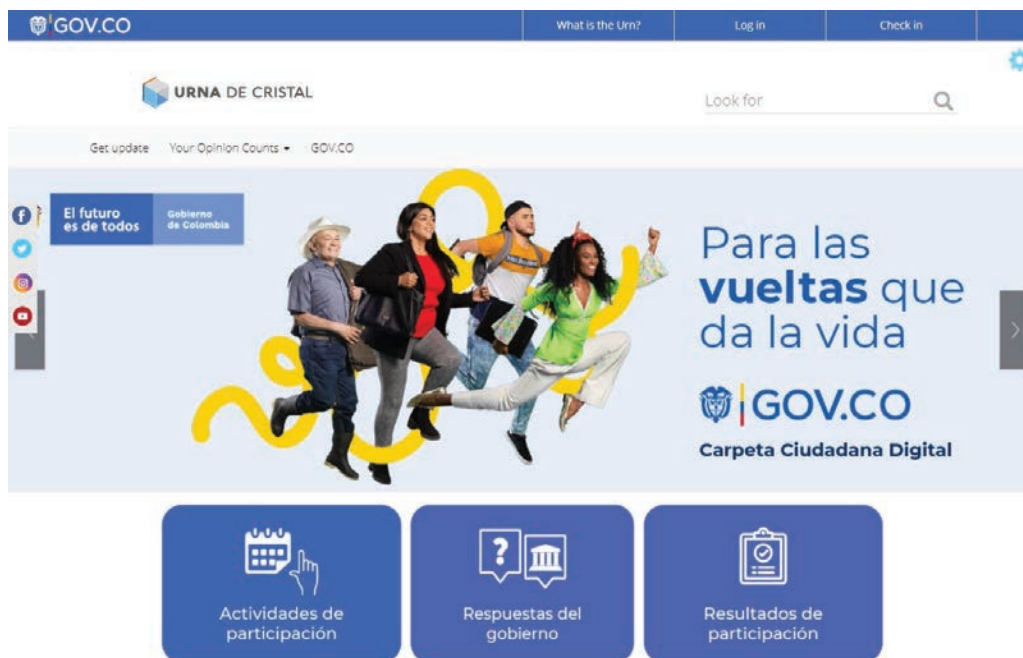 GOV.CO
What is the Urn?
Log in
Check in
URNA DE CRISTAL
Look for
Get update
Your Opinion Counts
GOV.CO
El futuro
es de todos
Gobierno
de Colombia
Para las
vueltas que
da la vida
GOV.CO
Carpeta Ciudadana Digital
Actividades de
participación
Respuestas del
gobierno
Resultados de
participación